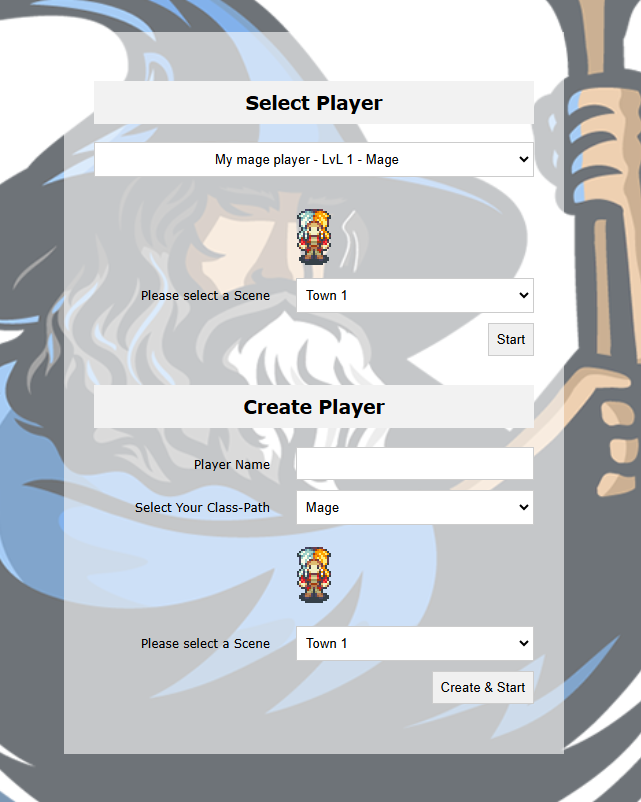 Select Player
My mage player - LvL 1 - Mage
Please select a Scene
Town 1
Start
Create Player
Player Name
Select Your Class-Path
Mage
Please select a Scene
Town 1
Create & Start